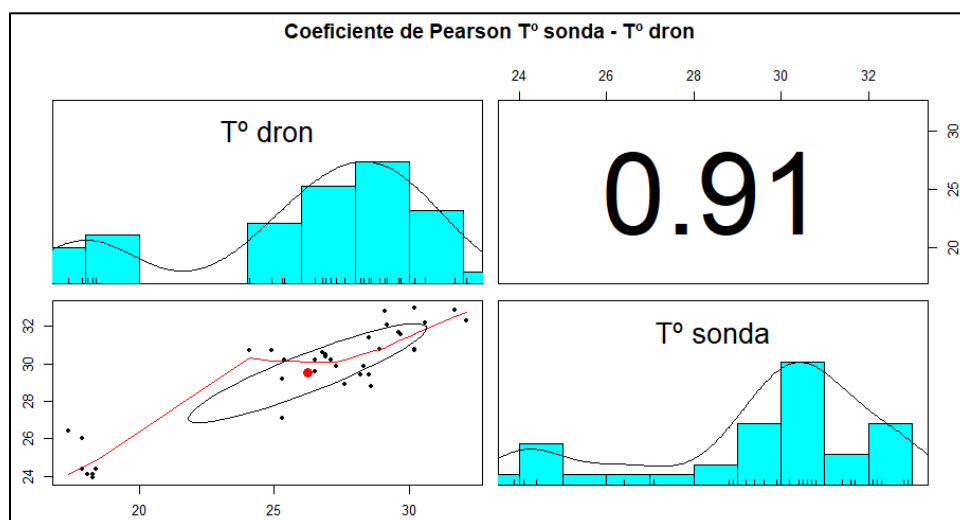 Coeficiente de Pearson Tº sonda - Tº dron
24 26 28 30 32
Tº dron
0.91
30
25
20
32
30
28
26
24
Tº sonda
20 25 30